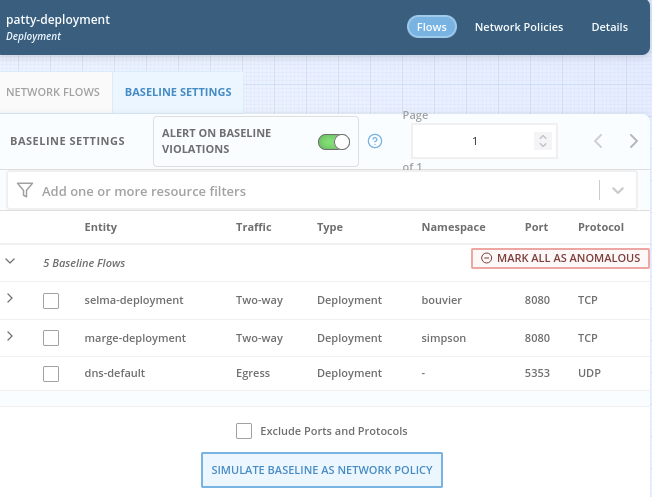 patty-deployment
Deployment
Flows Network Policies Details
NETWORK FLOWS BASELINE SETTINGS
BASELINE SETTINGS
ALERT ON BASELINE
VIOLATIONS
?
Page
1
of 1
Add one or more resource filters
Entity Traffic Type Namespace Port Protocol
5 Baseline Flows MARK ALL AS ANOMALOUS
selma-deployment Two-way Deployment bouvier 8080 TCP
marge-deployment Two-way Deployment simpson 8080 TCP
dns-default Egress Deployment - 5353 UDP
Exclude Ports and Protocols
SIMULATE BASELINE AS NETWORK POLICY